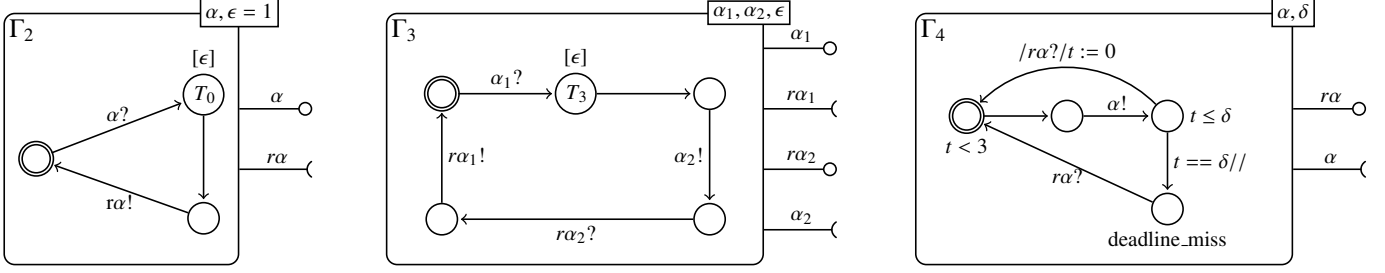 Γ2
α, ϵ = 1
[ϵ]
T0
α?
rα!
α
rα
Γ3
α1, α2, ϵ
[ϵ]
α1?
T3
rα1!
α2!
rα2?
α1
rα1
rα2
α2
Γ4
α, δ
/rα?/t := 0
α!
t ≤ δ
t < 3
t == δ//
rα?
deadline_miss
rα
α